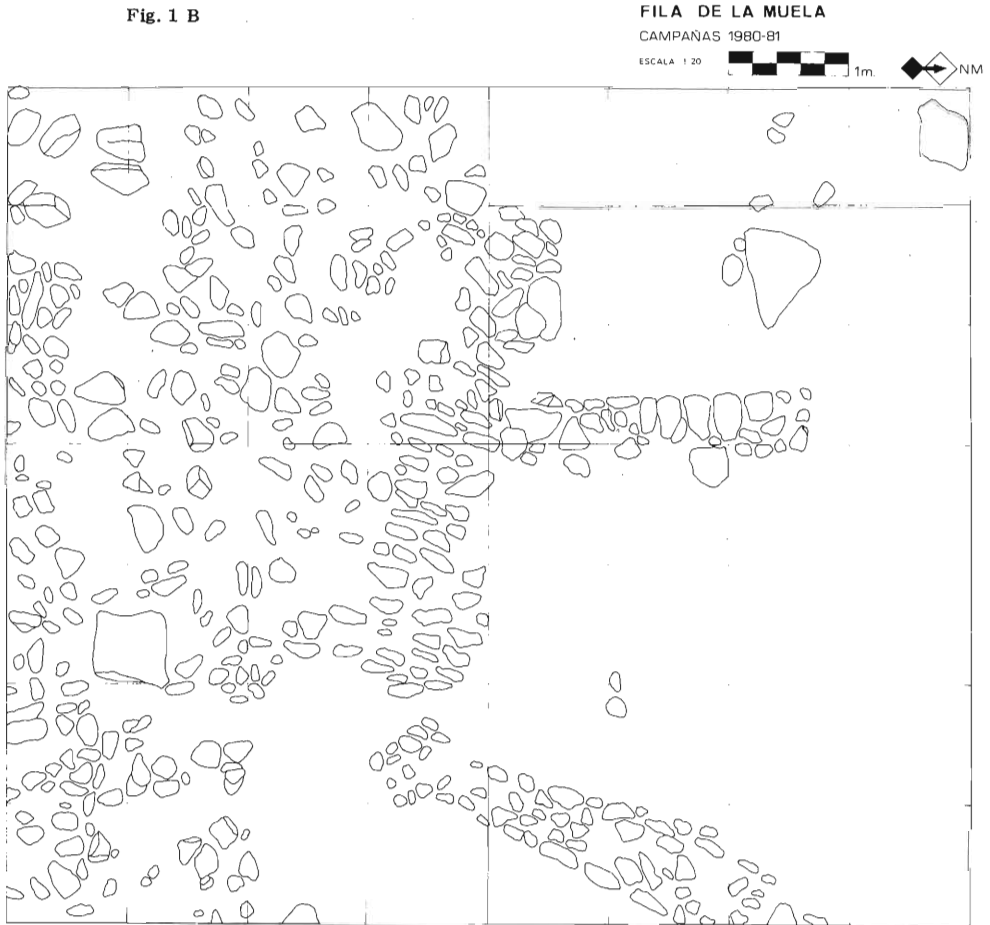 Fig. 1 B
FILA DE LA MUELA
CAMPAÑAS 1980-81
ESCALA 1 20
1m.
NM